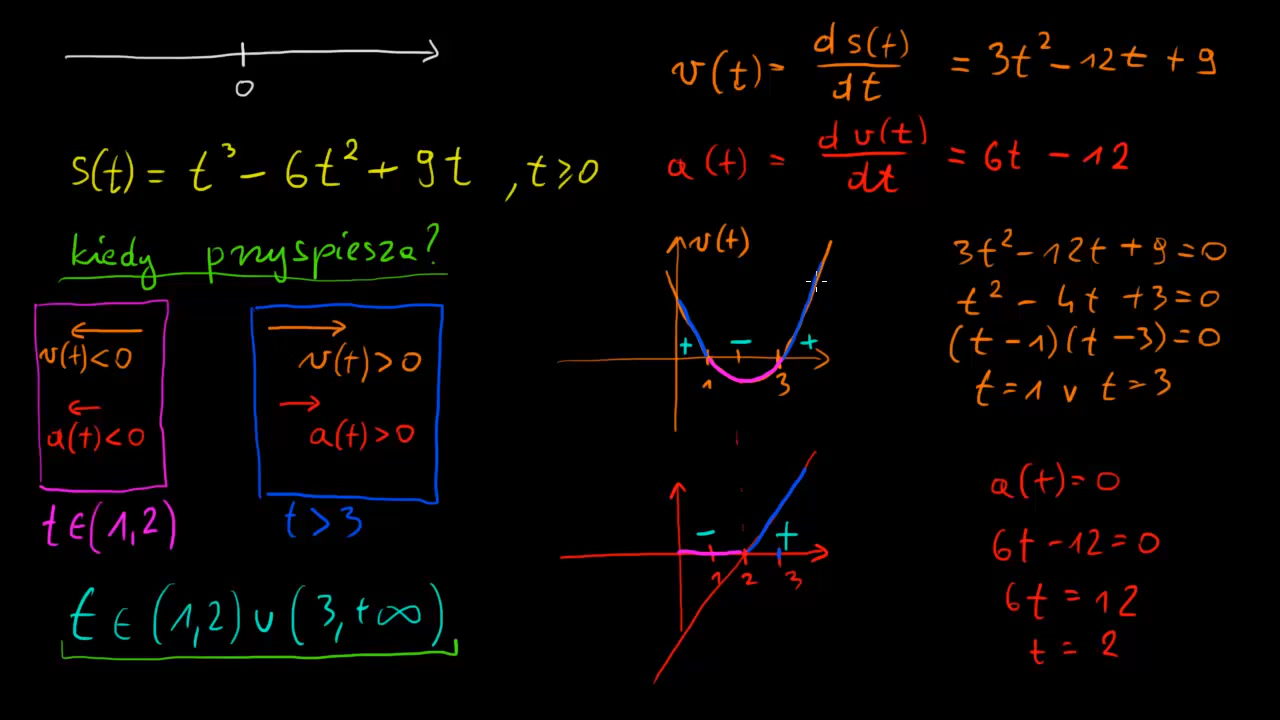 0
s(t) = t³ - 6t² + 9t , t ≥ 0
kiedy przyspiesza?
v(t) < 0
a(t) < 0
t ∈ (1, 2)
v(t) > 0
a(t) > 0
t > 3
t ∈ (1, 2) ∪ (3, +∞)
v(t) = d s(t) / dt = 3t² - 12t + 9
a(t) = d v(t) / dt = 6t - 12
v(t)
+ - +
1 3
- +
1 2 3
3t² - 12t + 9 = 0
t² - 4t + 3 = 0
(t - 1)(t - 3) = 0
t = 1 ∨ t = 3
a(t) = 0
6t - 12 = 0
6t = 12
t = 2